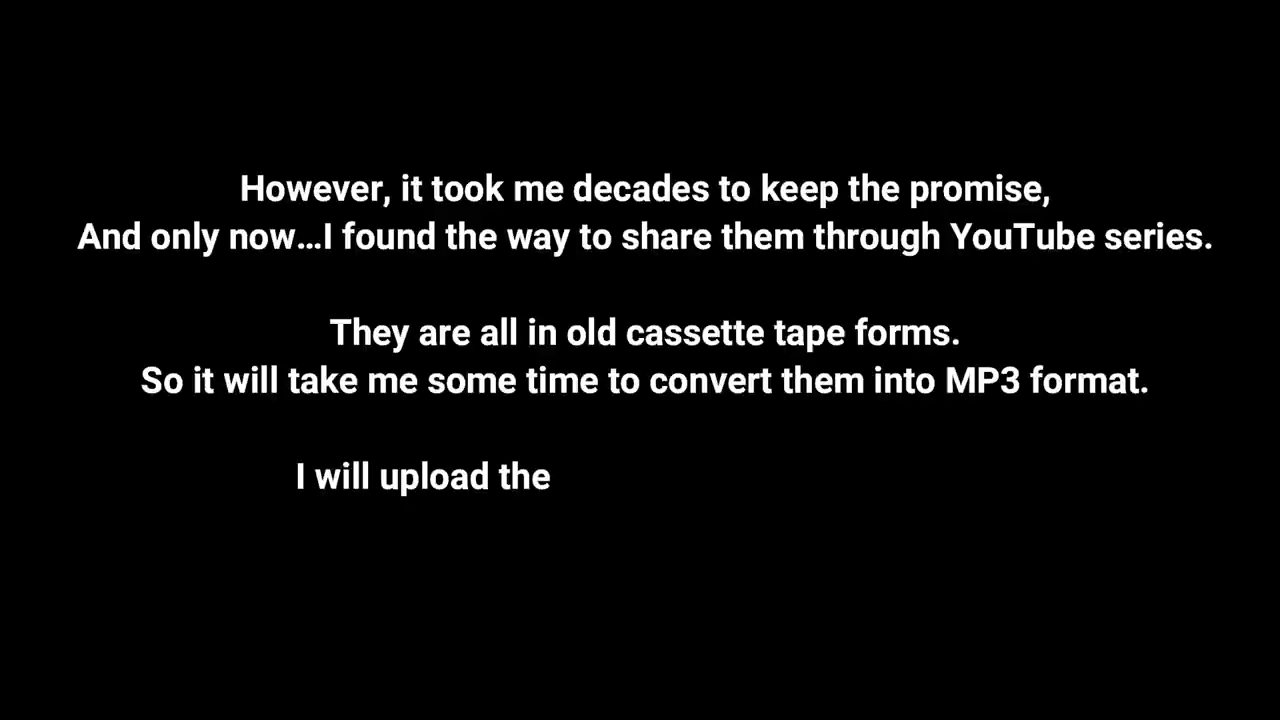 However, it took me decades to keep the promise,
And only now...I found the way to share them through YouTube series.
They are all in old cassette tape forms.
So it will take me some time to convert them into MP3 format.
I will upload the